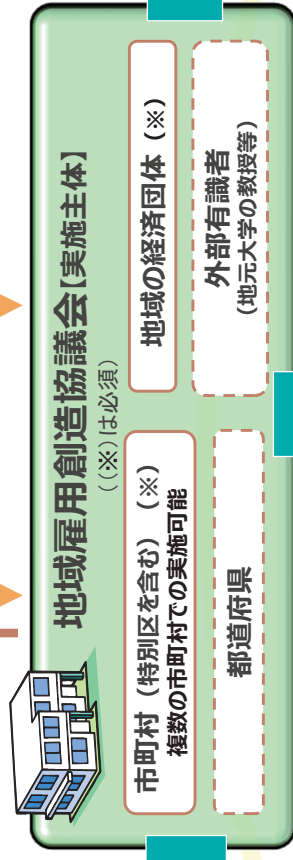 地域雇用創造協議会【実施主体】
（（※）は必須）
市町村（特別区を含む）（※）
複数の市町村での実施可能
地域の経済団体（※）
都道府県
外部有識者
（地元大学の教授等）